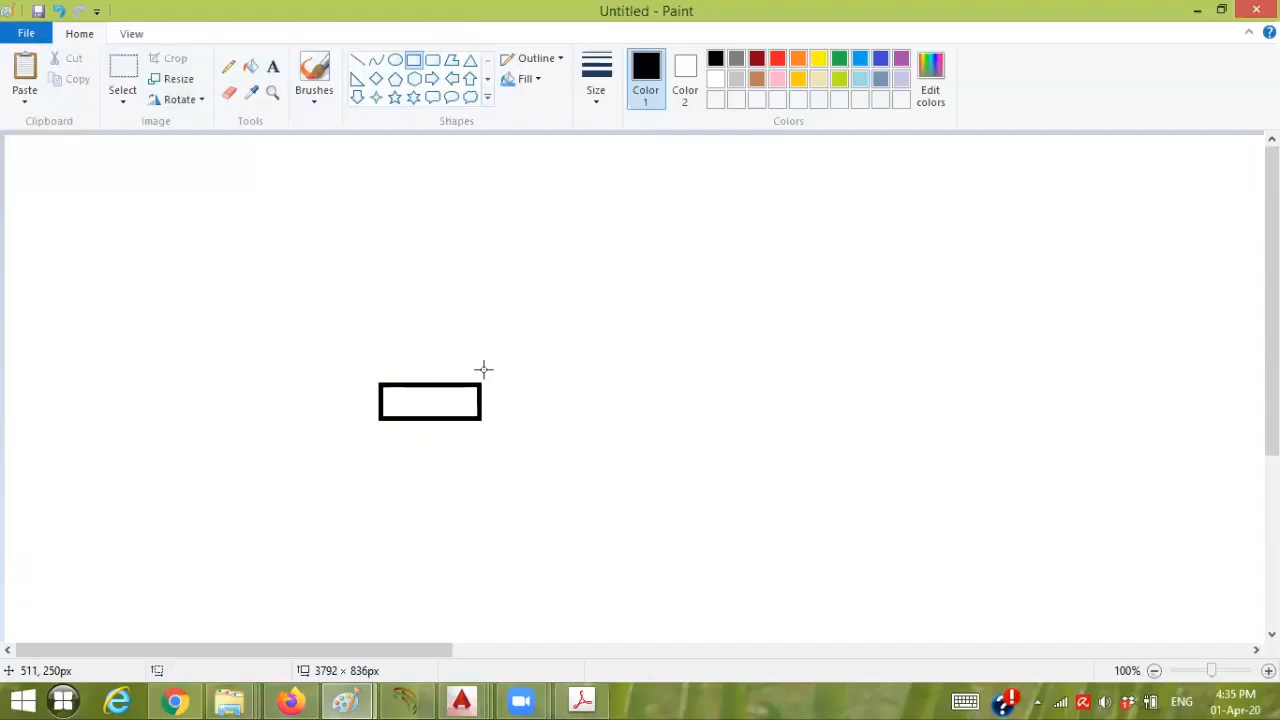 Untitled - Paint
File Home View
Paste
Cut
Copy
Clipboard
Select
Crop
Resize
Rotate
Image
Tools
Brushes
Shapes
Outline
Fill
Size
Color 1
Color 2
Edit colors
Colors
511, 250px
3792 × 836px
100%
ENG
4:35 PM
01-Apr-20